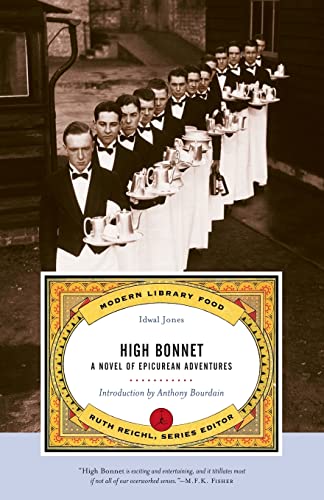 MODERN LIBRARY FOOD
Idwal Jones
HIGH BONNET
A NOVEL OF EPICUREAN ADVENTURES
Introduction by Anthony Bourdain
RUTH REICHL, SERIES EDITOR
"High Bonnet is exciting and entertaining, and it titillates most
if not all of our overworked senses."—M.F.K. FISHER